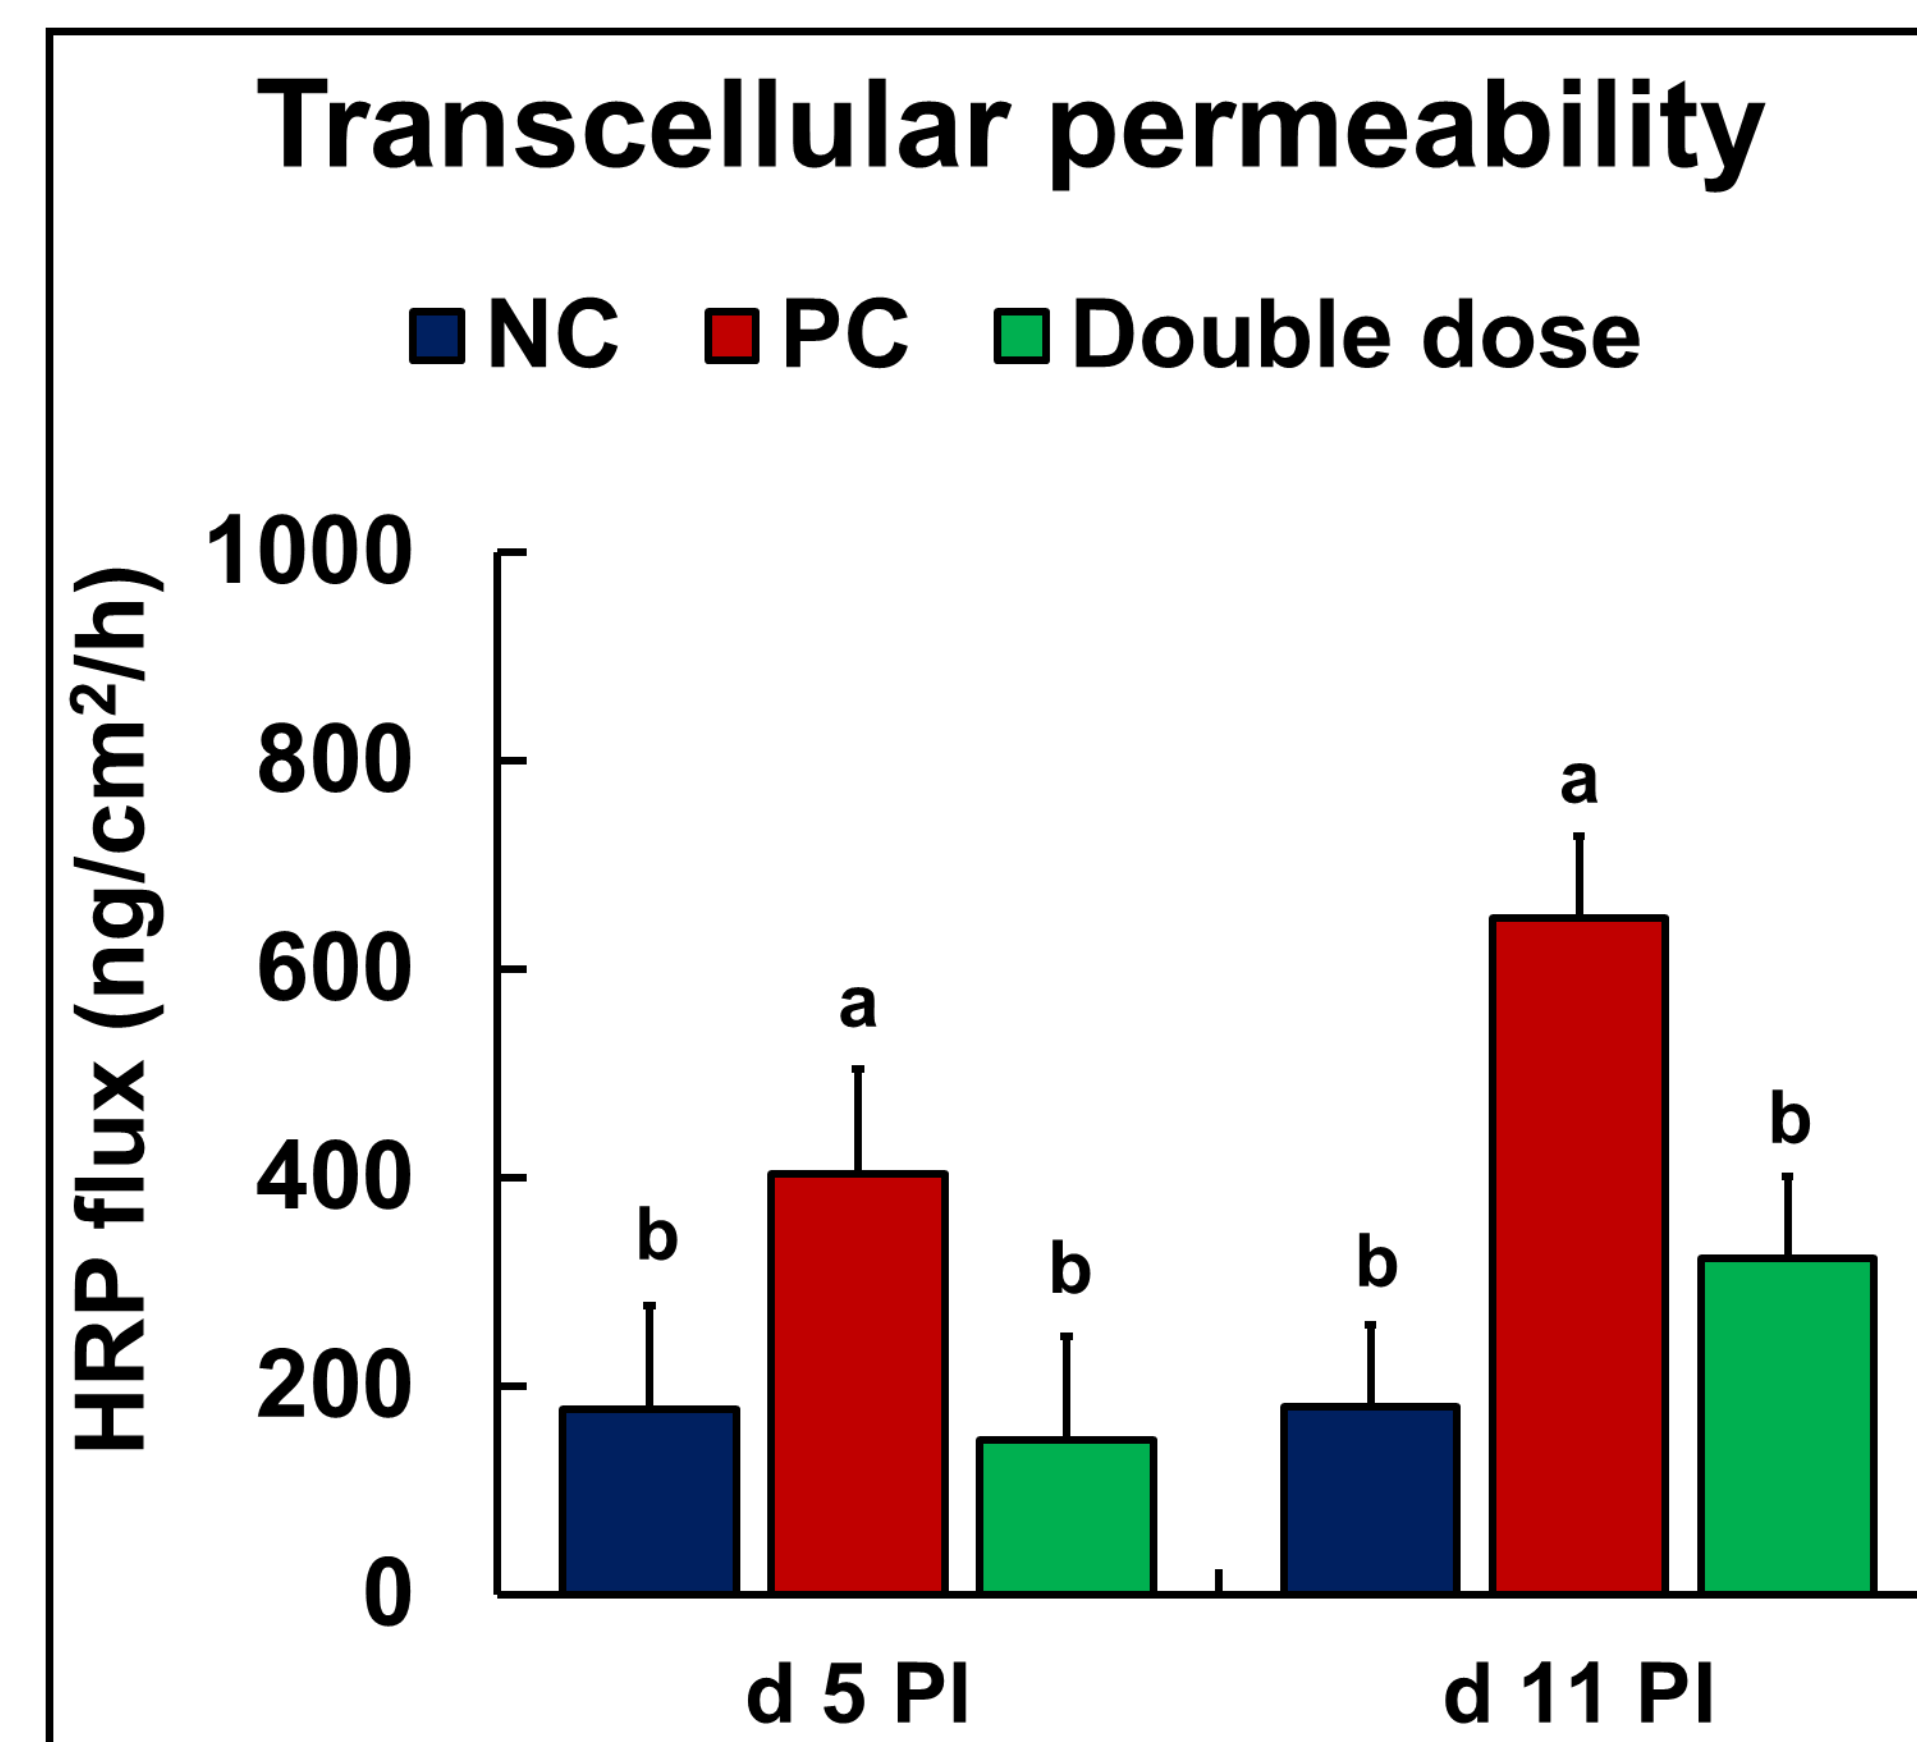 Transcellular permeability
NC PC Double dose
HRP flux (ng/cm²/h)
1000
800
600
400
200
0
b a b b a b
d 5 PI d 11 PI